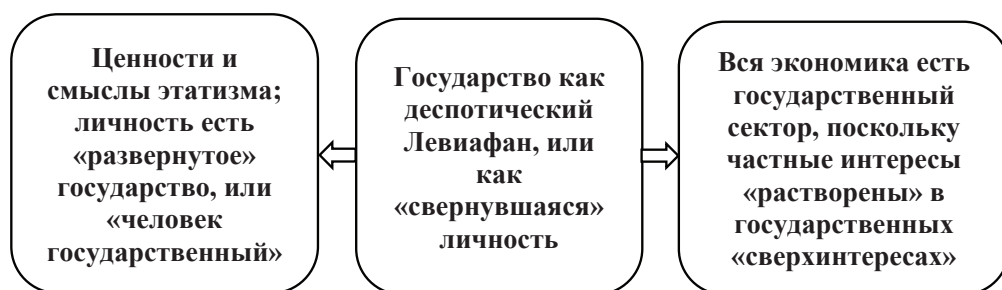 Ценности и
смыслы этатизма;
личность есть
«развернутое»
государство, или
«человек
государственный»
Государство как
деспотический
Левиафан, или
как
«свернувшаяся»
личность
Вся экономика есть
государственный
сектор, поскольку
частные интересы
«растворены» в
государственных
«сверхинтересах»